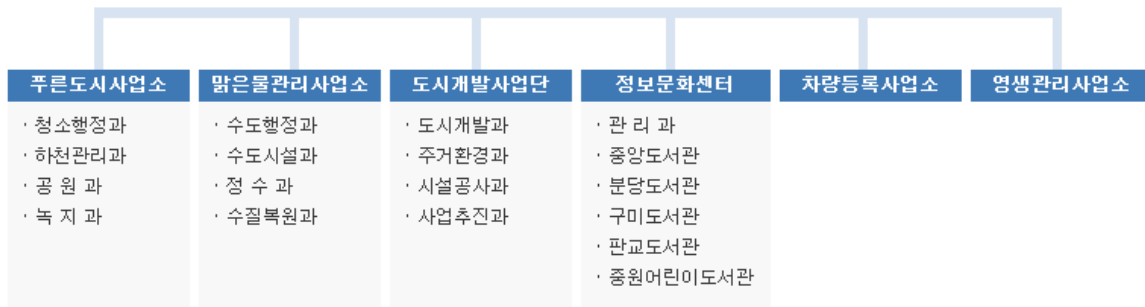 푸른도시사업소
· 청소행정과
· 하천관리과
· 공 원 과
· 녹 지 과
맑은물관리사업소
· 수도행정과
· 수도시설과
· 정 수 과
· 수질복원과
도시개발사업단
· 도시개발과
· 주거환경과
· 시설공사과
· 사업추진과
정보문화센터
· 관 리 과
· 중앙도서관
· 분당도서관
· 구미도서관
· 판교도서관
· 중원어린이도서관
차량등록사업소
영생관리사업소